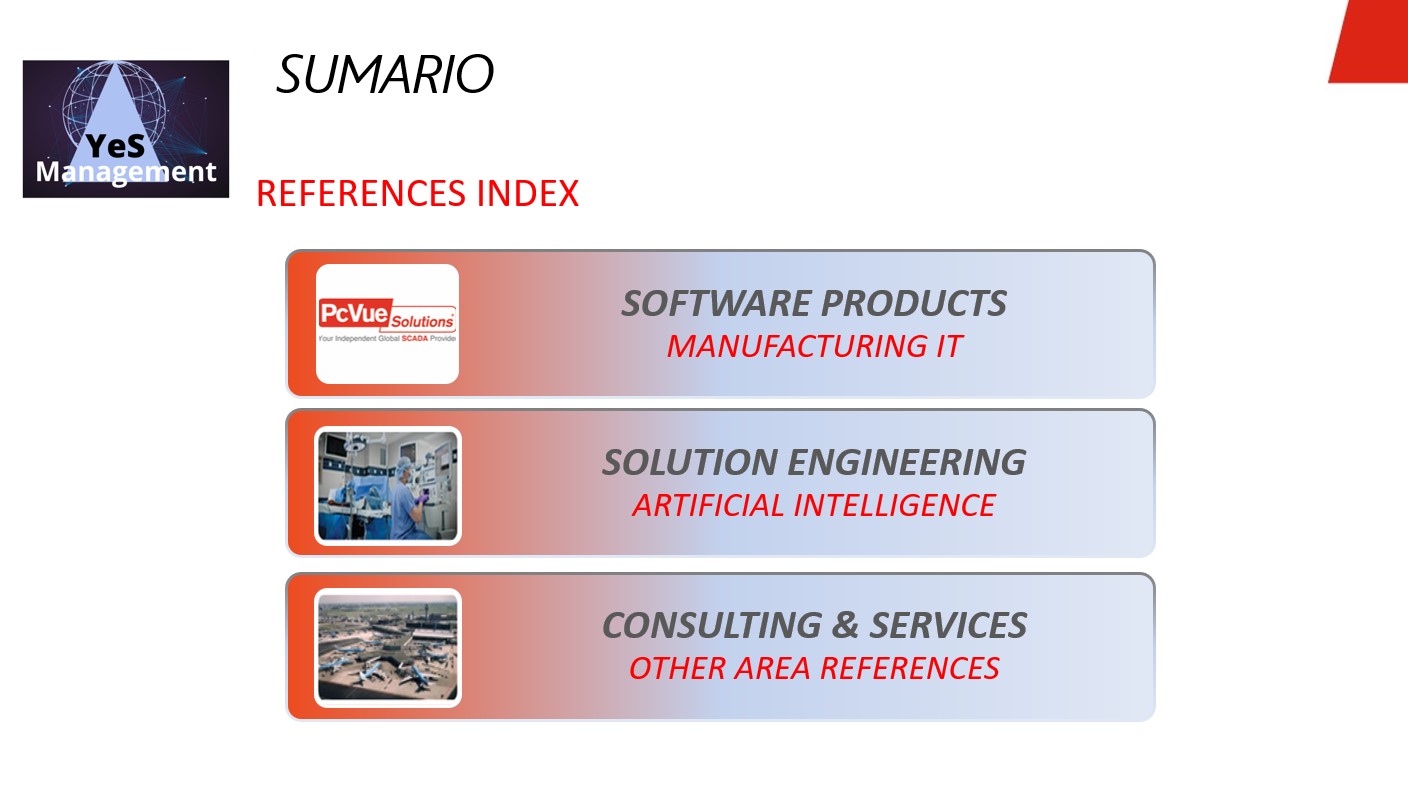 SUMARIO
YeS
Management
REFERENCES INDEX
PcVue Solutions
Your Independent Global SCADA Provide
SOFTWARE PRODUCTS
MANUFACTURING IT
SOLUTION ENGINEERING
ARTIFICIAL INTELLIGENCE
CONSULTING & SERVICES
OTHER AREA REFERENCES